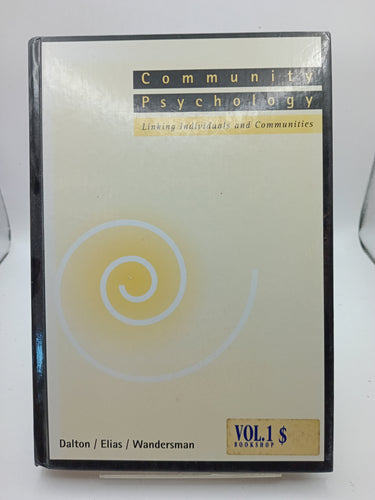 Community
Psychology
Linking Individuals and Communities
Dalton / Elias / Wandersman
VOL.1 $
BOOKSHOP